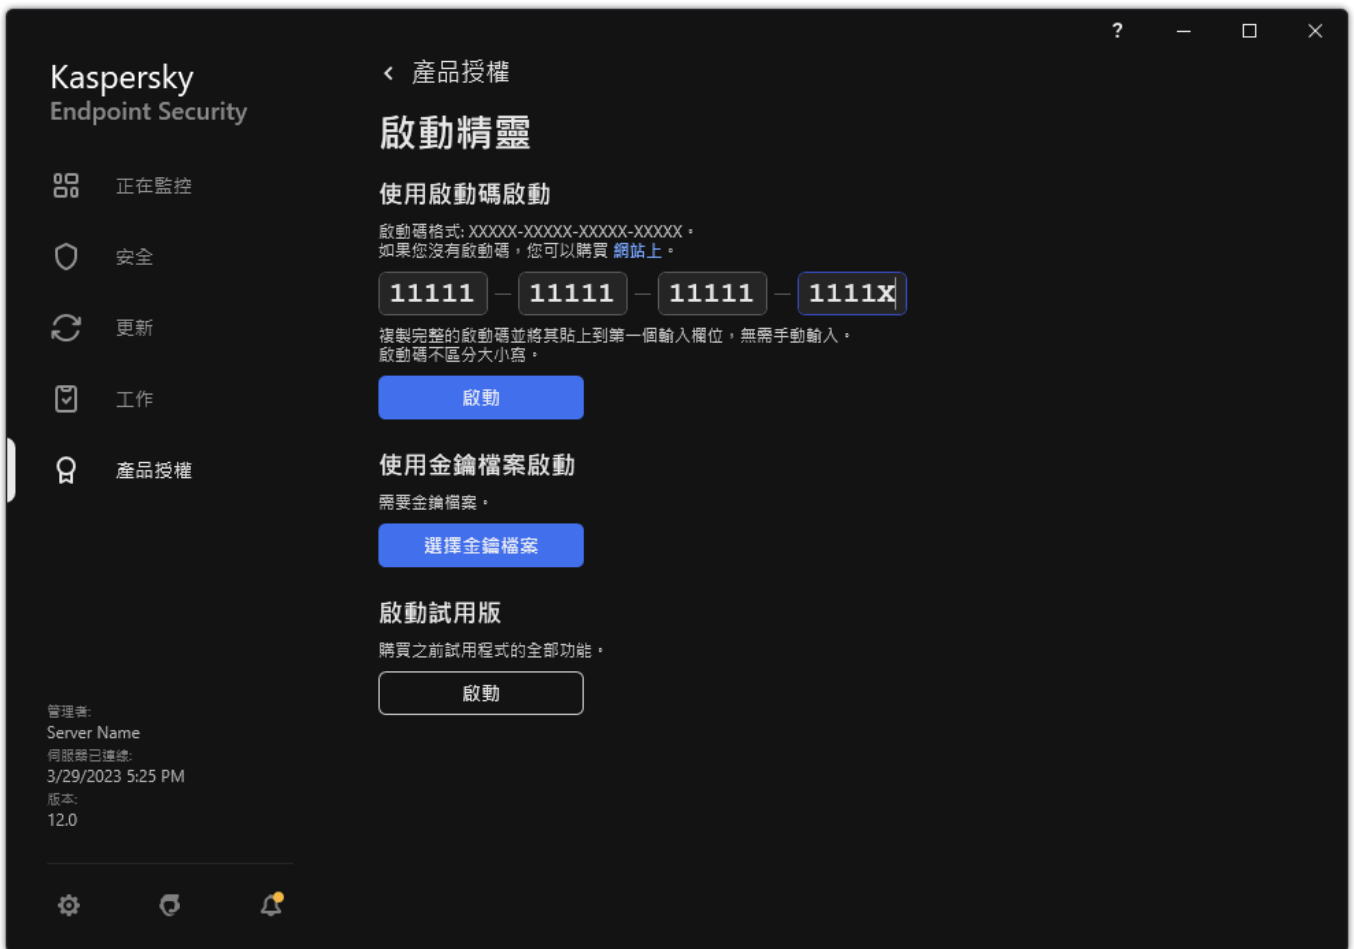 ?
Kaspersky
Endpoint Security
正在監控
安全
更新
工作
產品授權
管理者:
Server Name
伺服器已連線:
3/29/2023 5:25 PM
版本:
12.0
產品授權
啟動精靈
使用啟動碼啟動
啟動碼格式: XXXXX-XXXXX-XXXXX-XXXXX。
如果您沒有啟動碼，您可以購買 網站上。
11111 — 11111 — 11111 — 1111x
複製完整的啟動碼並將其貼上到第一個輸入欄位，無需手動輸入。
啟動碼不區分大小寫。
啟動
使用金鑰檔案啟動
需要金鑰檔案。
選擇金鑰檔案
啟動試用版
購買之前試用程式的全部功能。
啟動